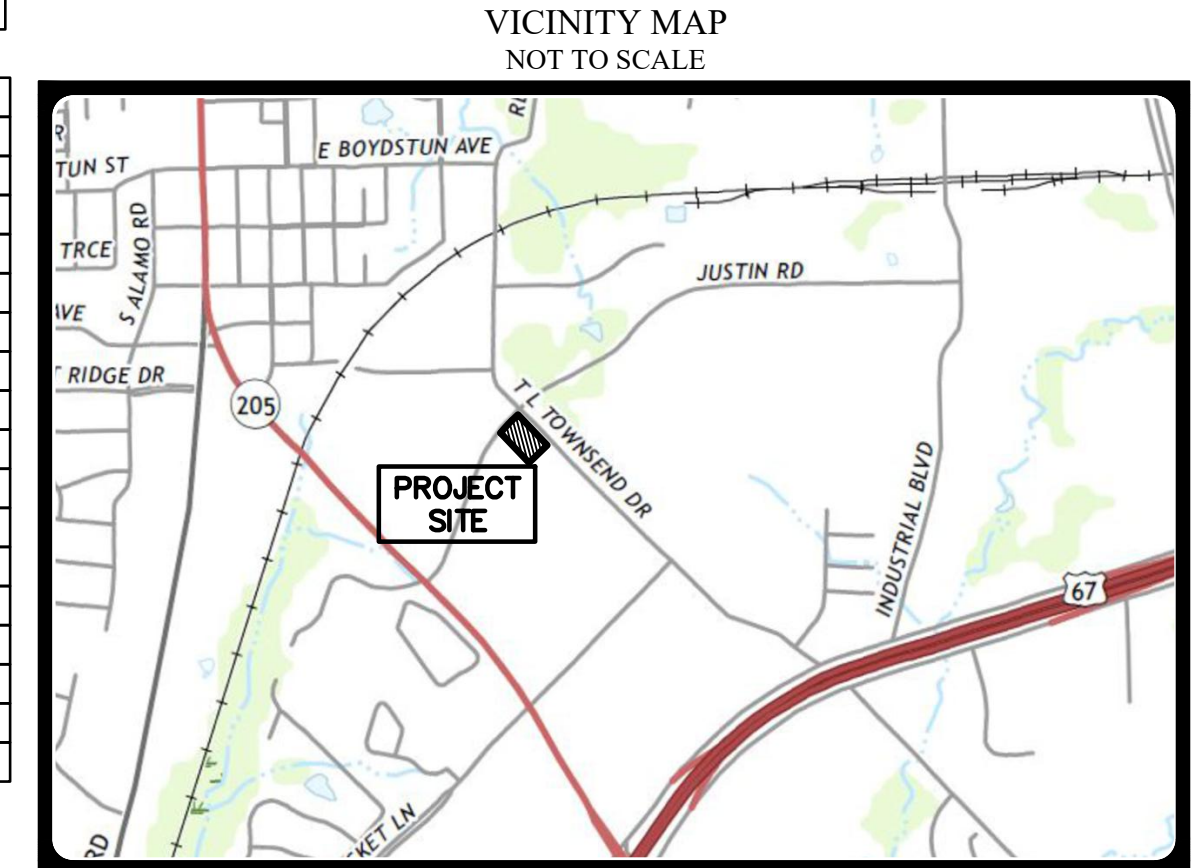 VICINITY MAP
NOT TO SCALE
E BOYDSTUN AVE
TUN ST
S ALAMO RD
TRCE
JUSTIN RD
AVE
RIDGE DR
205
T L TOWNSEND DR
PROJECT
SITE
INDUSTRIAL BLVD
67
KET LN
RD